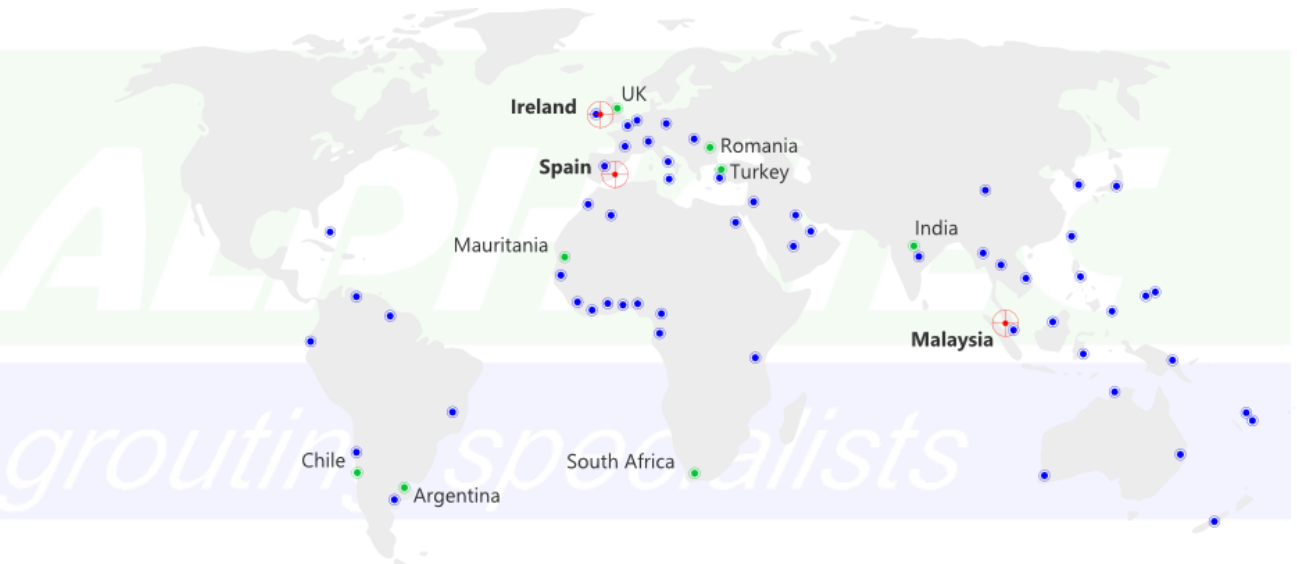 UK
Ireland
Romania
Spain
Turkey
India
Mauritania
Malaysia
Chile
South Africa
Argentina
grouting specialists